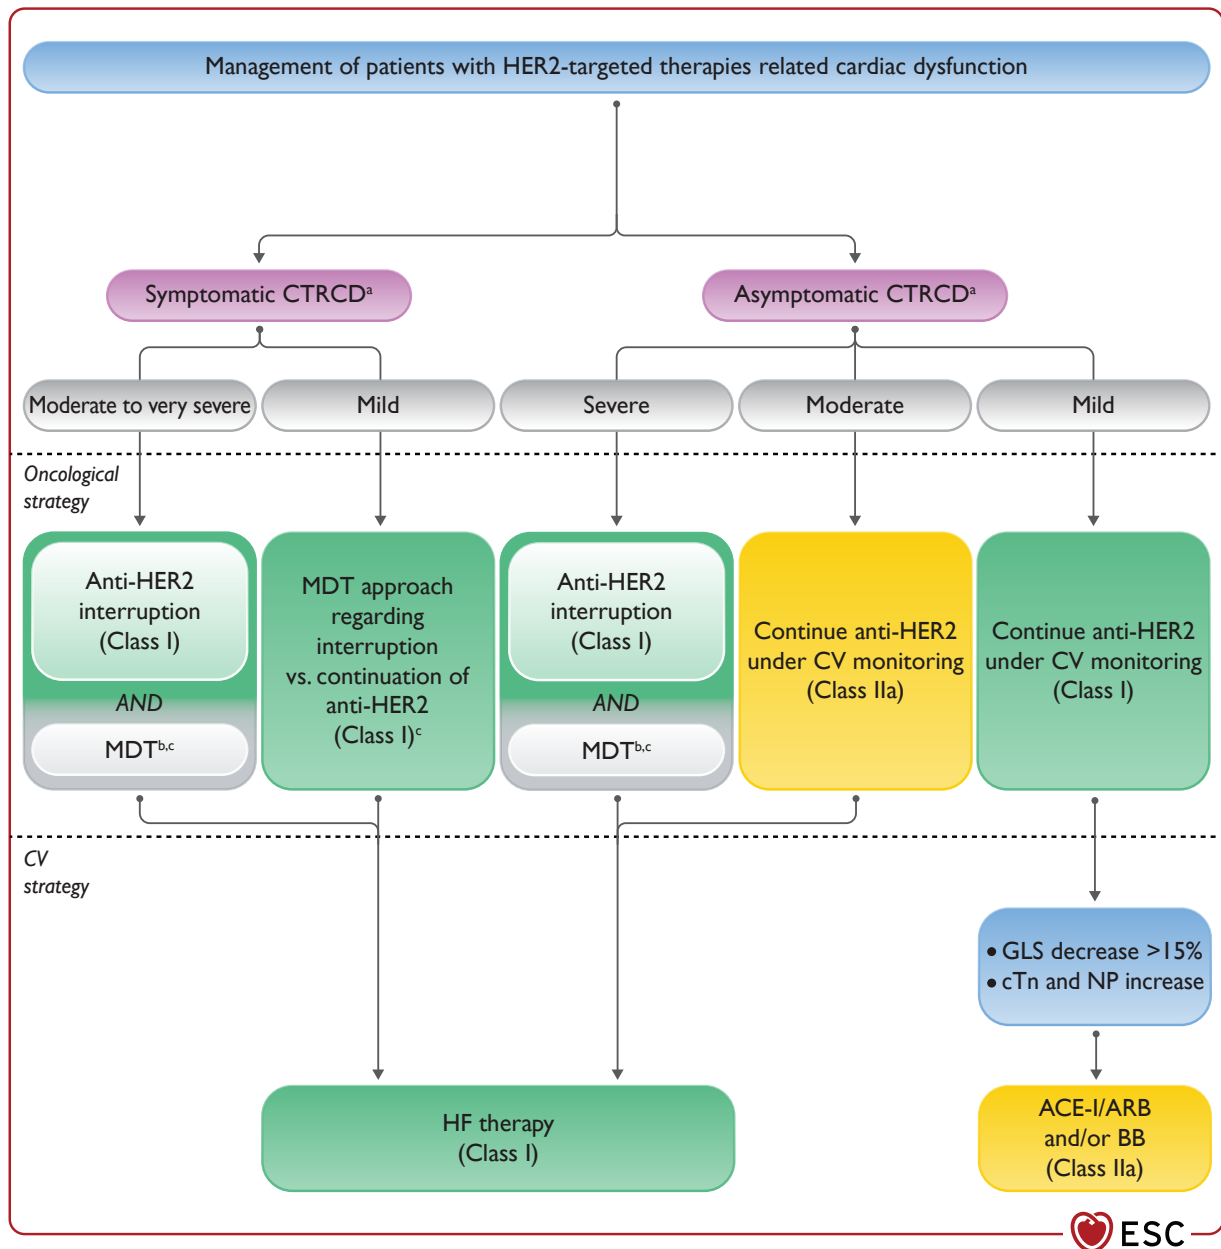 Management of patients with HER2-targeted therapies related cardiac dysfunction
Symptomatic CTRCDᵃ
Asymptomatic CTRCDᵃ
Moderate to very severe
Mild
Severe
Moderate
Mild
Oncological
strategy
Anti-HER2
interruption
(Class I)
AND
MDTᵇ,ᶜ
MDT approach
regarding
interruption
vs. continuation of
anti-HER2
(Class I)ᶜ
Anti-HER2
interruption
(Class I)
AND
MDTᵇ,ᶜ
Continue anti-HER2
under CV monitoring
(Class IIa)
Continue anti-HER2
under CV monitoring
(Class I)
CV
strategy
• GLS decrease >15%
• cTn and NP increase
HF therapy
(Class I)
ACE-I/ARB
and/or BB
(Class IIa)
ESC